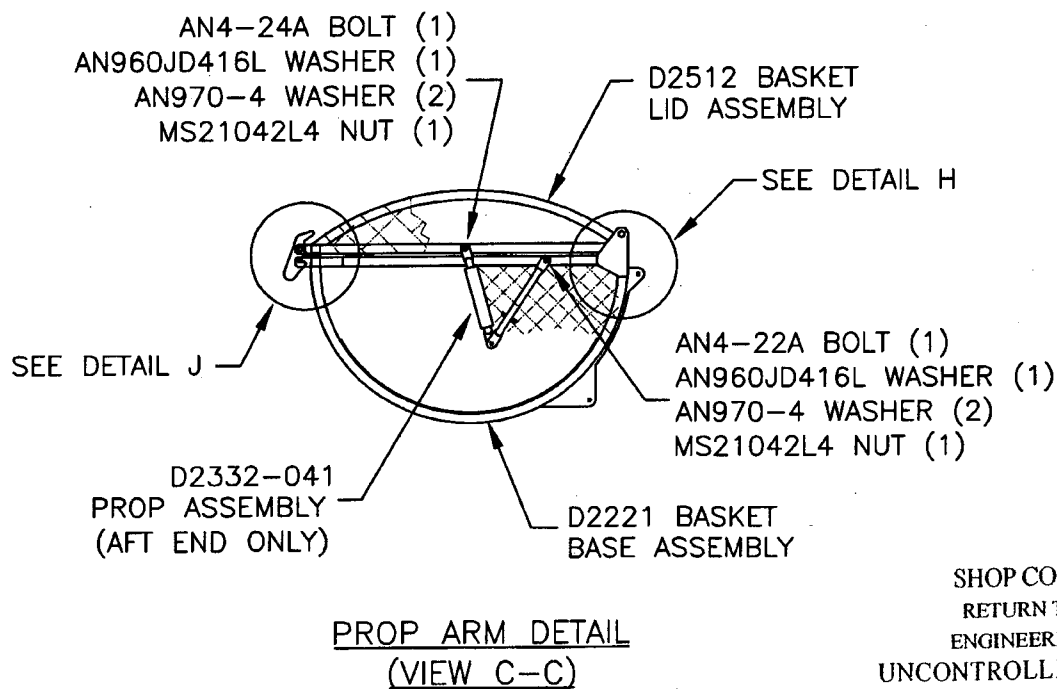 AN4-24A BOLT (1)
AN960JD416L WASHER (1)
AN970-4 WASHER (2)
MS21042L4 NUT (1)
D2512 BASKET
LID ASSEMBLY
SEE DETAIL H
SEE DETAIL J
AN4-22A BOLT (1)
AN960JD416L WASHER (1)
AN970-4 WASHER (2)
MS21042L4 NUT (1)
D2332-041
PROP ASSEMBLY
(AFT END ONLY)
D2221 BASKET
BASE ASSEMBLY
PROP ARM DETAIL
(VIEW C-C)
SHOP
RETURN